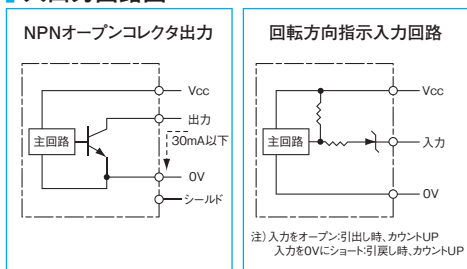 入出力回路図
NPNオープンコレクタ出力
Vcc
出力
主回路
30mA以下
0V
シールド
回転方向指示入力回路
Vcc
主回路
入力
0V
注）入力をオープン:引出し時、カウントUP
入力を0Vにショート:引戻し時、カウントUP